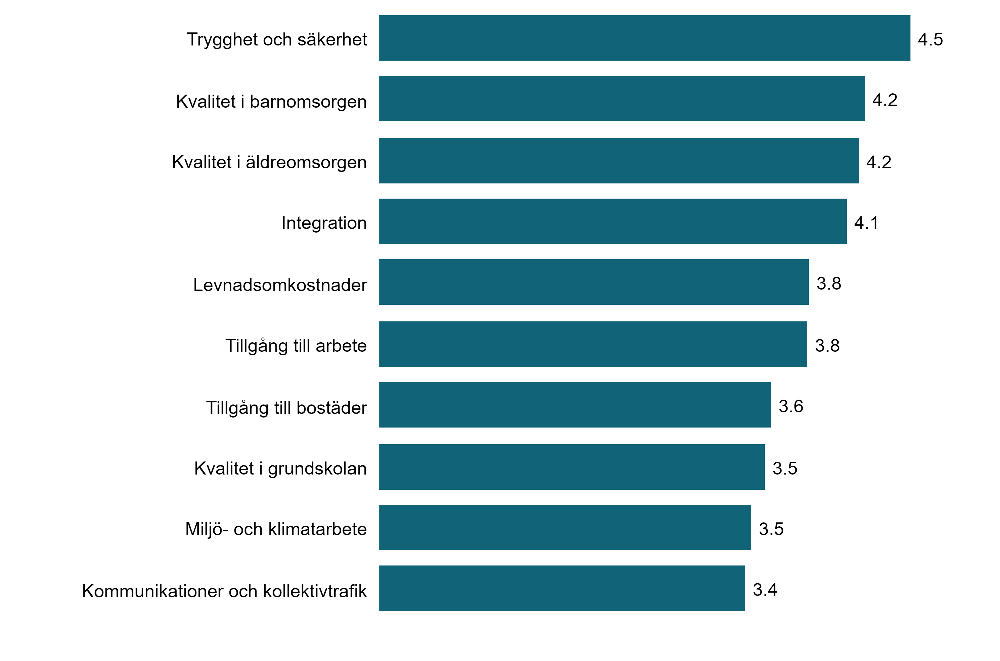 Trygghet och säkerhet 4.5
Kvalitet i barnomsorgen 4.2
Kvalitet i äldreomsorgen 4.2
Integration 4.1
Levnadsomkostnader 3.8
Tillgång till arbete 3.8
Tillgång till bostäder 3.6
Kvalitet i grundskolan 3.5
Miljö- och klimatarbete 3.5
Kommunikationer och kollektivtrafik 3.4